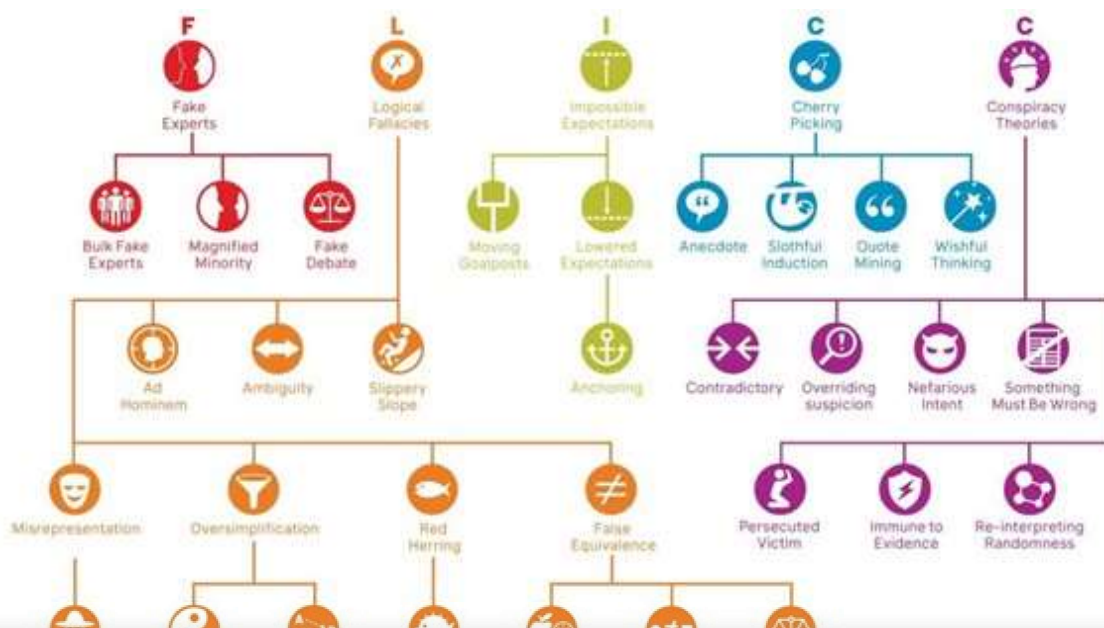 F
L
I
C
C
Fake
Experts
Logical
Fallacies
Impossible
Expectations
Cherry
Picking
Conspiracy
Theories
Bulk Fake
Experts
Magnified
Minority
Fake
Debate
Moving
Goalposts
Lowered
Expectations
Anecdote
Slothful
Induction
Quote
Mining
Wishful
Thinking
Ad
Hominem
Ambiguity
Slippery
Slope
Anchoring
Contradictory
Overriding
suspicion
Nefarious
Intent
Something
Must Be Wrong
Misrepresentation
Oversimplification
Red
Herring
False
Equivalence
Persecuted
Victim
Immune to
Evidence
Re-interpreting
Randomness